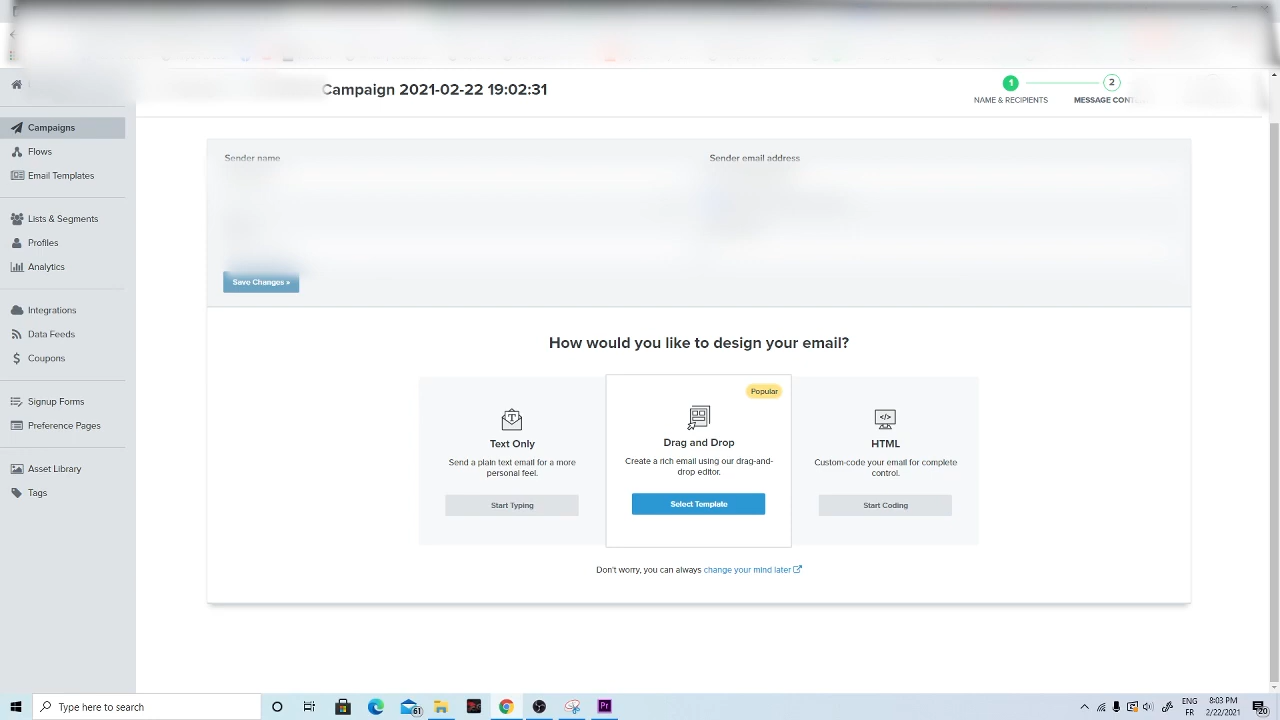 Campaign 2021-02-22 19:02:31
1
2
NAME & RECIPIENTS
MESSAGE
Campaigns
Flows
Email Templates
Lists & Segments
Profiles
Analytics
Integrations
Data Feeds
Coupons
Signup Forms
Preference Pages
Asset Library
Tags
Sender name
Sender email address
Save Changes »
How would you like to design your email?
Text Only
Send a plain text email for a more
personal feel.
Start Typing
Popular
Drag and Drop
Create a rich email using our drag-and-
drop editor.
Select Template
HTML
Custom-code your email for complete
control.
Start Coding
Don't worry, you can always change your mind later
Type here to search
61
Pr
ENG
FR
8:03 PM
2/22/2021
20